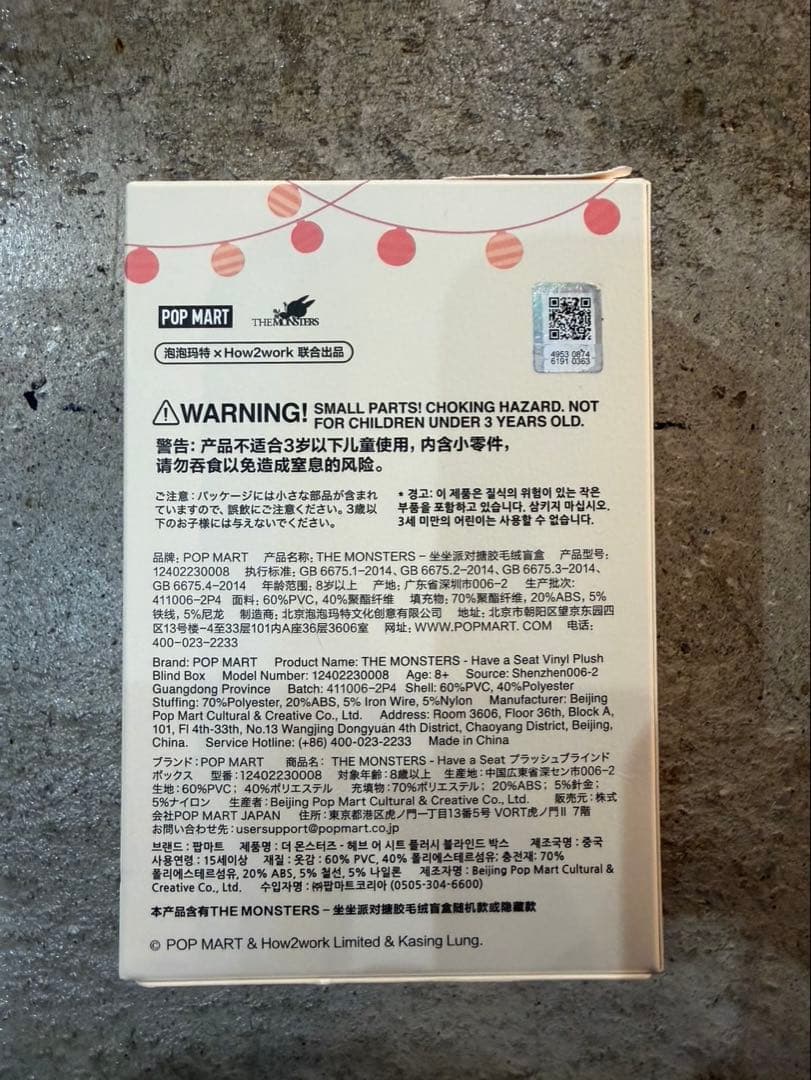 POP MART
THE MONSTERS
泡泡玛特 × How2work 联合出品
4953 0874
6191 0363
WARNING! SMALL PARTS! CHOKING HAZARD. NOT
FOR CHILDREN UNDER 3 YEARS OLD.
警告：产品不适合3岁以下儿童使用，内含小零件，
请勿吞食以免造成窒息的风险。
ご注意：パッケージには小さな部品が含まれ
ていますので、誤飲にご注意ください。3歳以
下のお子様には与えないでください。
* 경고: 이 제품은 질식의 위험이 있는 작은
부품을 포함하고 있습니다. 삼키지 마십시오.
3세 미만의 어린이는 사용할 수 없습니다.
品牌：POP MART 产品名称：THE MONSTERS – 坐坐派对搪胶毛绒盲盒 产品型号：
12402230008 执行标准：GB 6675.1-2014、GB 6675.2-2014、GB 6675.3-2014、
GB 6675.4-2014 年龄范围：8岁以上 产地：广东省深圳市006-2 生产批次：
411006-2P4 面料：60%PVC, 40%聚酯纤维 填充物：70%聚酯纤维, 20%ABS, 5%
铁线, 5%尼龙 制造商：北京泡泡玛特文化创意有限公司 地址：北京市朝阳区望京东园四
区13号楼-4至33层101内A座36层3606室 网址：WWW.POPMART. COM 电话：
400-023-2233
Brand: POP MART Product Name: THE MONSTERS - Have a Seat Vinyl Plush
Blind Box Model Number: 12402230008 Age: 8+ Source: Shenzhen006-2
Guangdong Province Batch: 411006-2P4 Shell: 60%PVC, 40%Polyester
Stuffing: 70%Polyester, 20%ABS, 5% Iron Wire, 5%Nylon Manufacturer: Beijing
Pop Mart Cultural & Creative Co., Ltd. Address: Room 3606, Floor 36th, Block A,
101, Fl 4th-33th, No.13 Wangjing Dongyuan 4th District, Chaoyang District, Beijing,
China. Service Hotline: (+86) 400-023-2233 Made in China
ブランド：POP MART 商品名： THE MONSTERS - Have a Seat プラッシュブラインド
ボックス 型番：12402230008 対象年齢：8歳以上 生産地：中国広東省深セン市006-2
生地：60%PVC； 40%ポリエステル 充填物：70%ポリエステル； 20%ABS； 5%針金；
5%ナイロン 生産者：Beijing Pop Mart Cultural & Creative Co., Ltd. 販売元：株式
会社POP MART JAPAN 住所：東京都港区虎ノ門一丁目13番5号 VORT虎ノ門II 7階
お問い合わせ先：usersupport@popmart.co.jp
브랜드 : 팝마트 제품명 : 더 몬스터즈 - 헤브 어 시트 플러시 블라인드 박스 제조국명 : 중국
사용연령 : 15세이상 재질 : 옷감 : 60% PVC, 40% 폴리에스테르섬유; 충전재: 70%
폴리에스테르섬유, 20% ABS, 5% 철선, 5% 나일론 제조자명 : Beijing Pop Mart Cultural &
Creative Co., Ltd. 수입자명 : ㈜팝마트코리아 (0505-304-6600)
本产品含有THE MONSTERS – 坐坐派对搪胶毛绒盲盒随机款或隐藏款
© POP MART & How2work Limited & Kasing Lung.